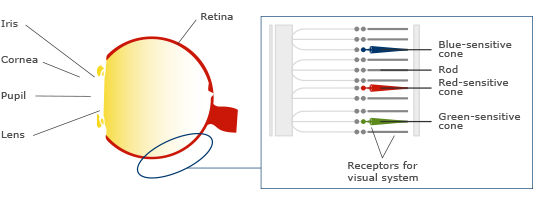 Iris
Cornea
Pupil
Lens
Retina
Blue-sensitive
cone
Rod
Red-sensitive
cone
Green-sensitive
cone
Receptors for
visual system